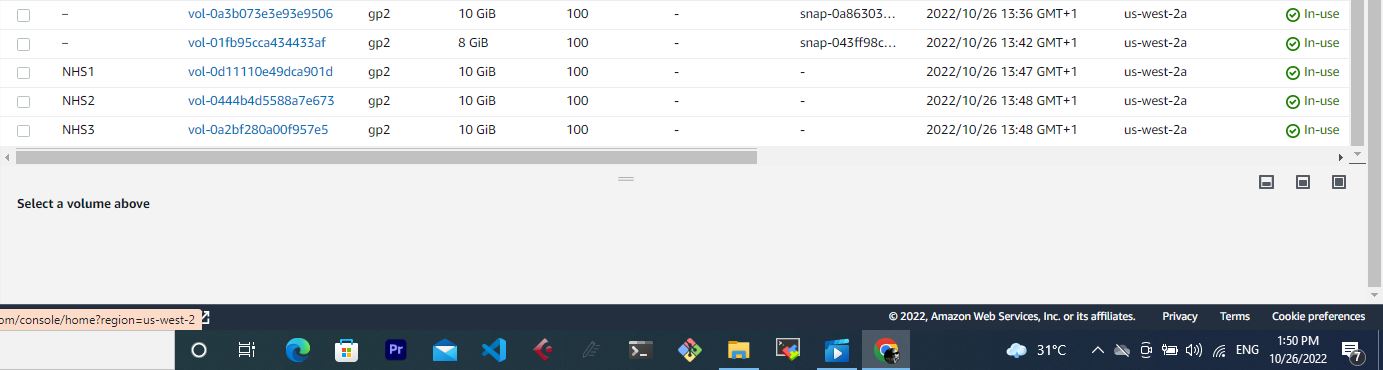 – vol-0a3b073e3e93e9506 gp2 10 GiB 100 - snap-0a86303... 2022/10/26 13:36 GMT+1 us-west-2a In-use
– vol-01fb95cca434433af gp2 8 GiB 100 - snap-043ff98c... 2022/10/26 13:42 GMT+1 us-west-2a In-use
NHS1 vol-0d11110e49dca901d gp2 10 GiB 100 - - 2022/10/26 13:47 GMT+1 us-west-2a In-use
NHS2 vol-0444b4d5588a7e673 gp2 10 GiB 100 - - 2022/10/26 13:48 GMT+1 us-west-2a In-use
NHS3 vol-0a2bf280a00f957e5 gp2 10 GiB 100 - - 2022/10/26 13:48 GMT+1 us-west-2a In-use
Select a volume above
om/console/home?region=us-west-2
© 2022, Amazon Web Services, Inc. or its affiliates. Privacy Terms Cookie preferences
Pr 31°C ENG 1:50 PM
10/26/2022 7